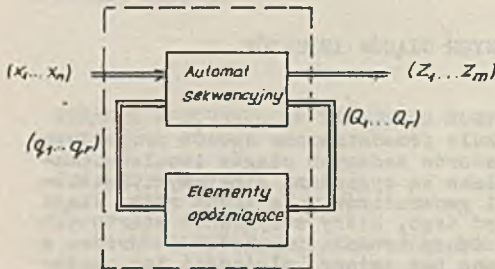 (x₁...xₙ)
Automat
sekwencyjny
(Z₁...Zₘ)
(q₁...qᵣ)
(Q₁...Qᵣ)
Elementy
opóźniające